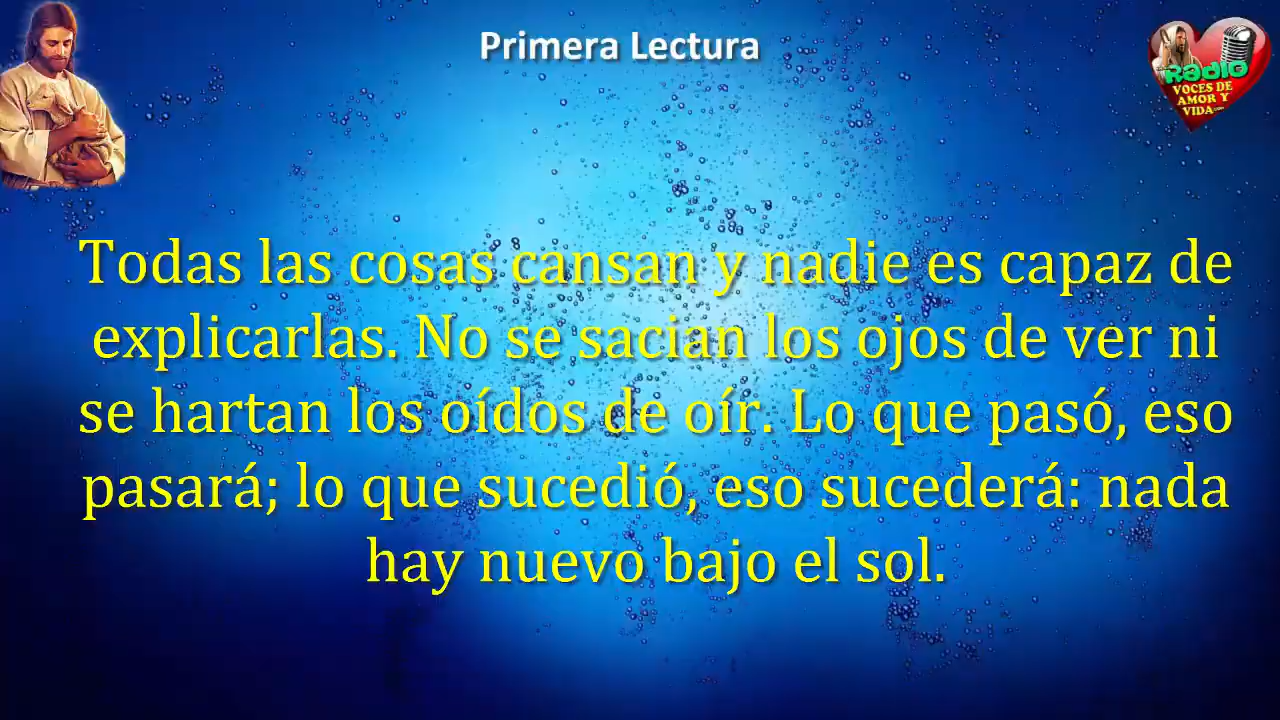 Primera Lectura
Radio
VOCES DE
AMOR Y
VIDA
Todas las cosas cansan y nadie es capaz de
explicarlas. No se sacian los ojos de ver ni
se hartan los oídos de oír. Lo que pasó, eso
pasará; lo que sucedió, eso sucederá: nada
hay nuevo bajo el sol.